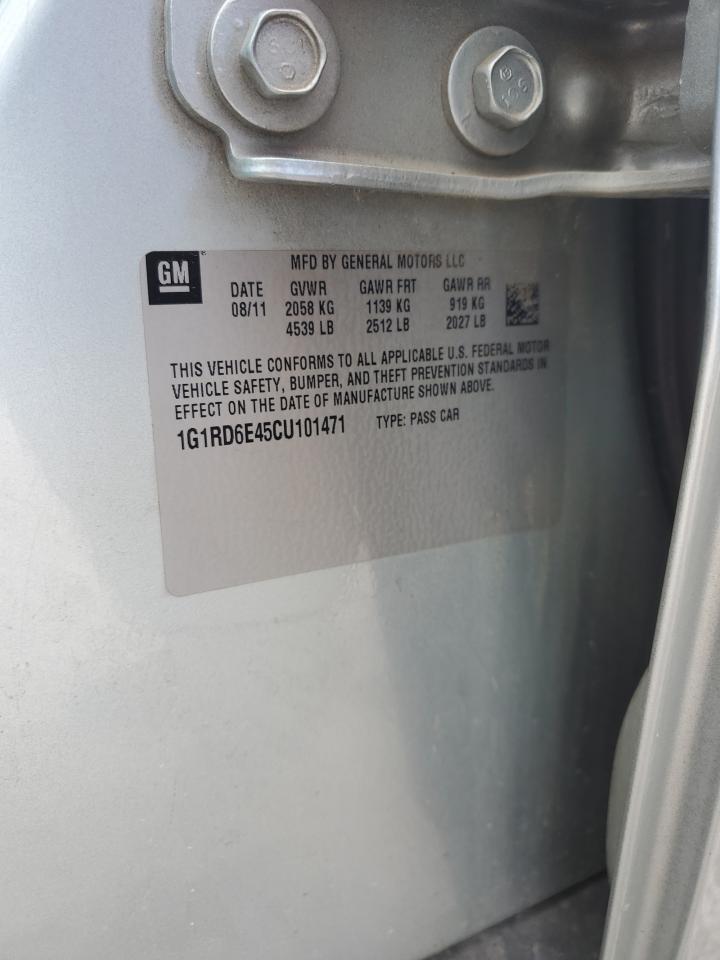 GM
MFD BY GENERAL MOTORS LLC
DATE GVWR GAWR FRT GAWR RR
08/11 2058 KG 1139 KG 919 KG
4539 LB 2512 LB 2027 LB
THIS VEHICLE CONFORMS TO ALL APPLICABLE U.S. FEDERAL MOTOR
VEHICLE SAFETY, BUMPER, AND THEFT PREVENTION STANDARDS IN
EFFECT ON THE DATE OF MANUFACTURE SHOWN ABOVE.
1G1RD6E45CU101471 TYPE: PASS CAR